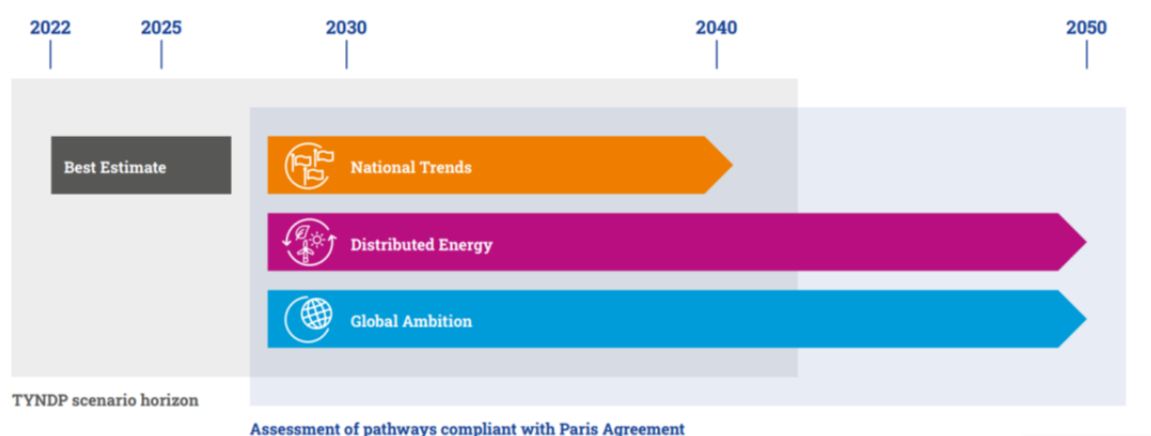 2022 2025 2030 2040 2050
Best Estimate
National Trends
Distributed Energy
Global Ambition
TYNDP scenario horizon
Assessment of pathways compliant with Paris Agreement